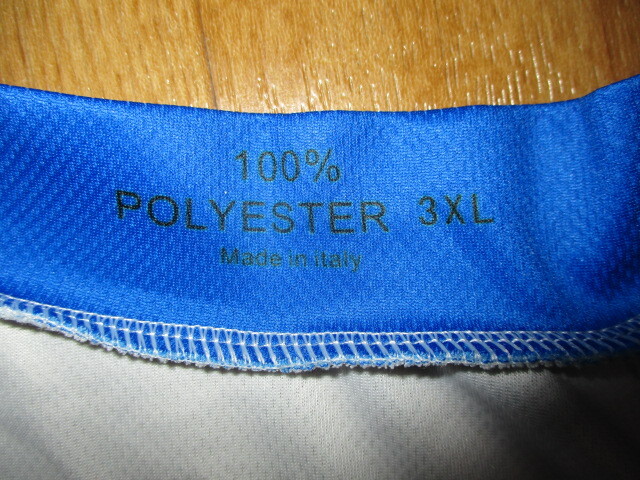 100%
POLYESTER 3XL
Made in italy